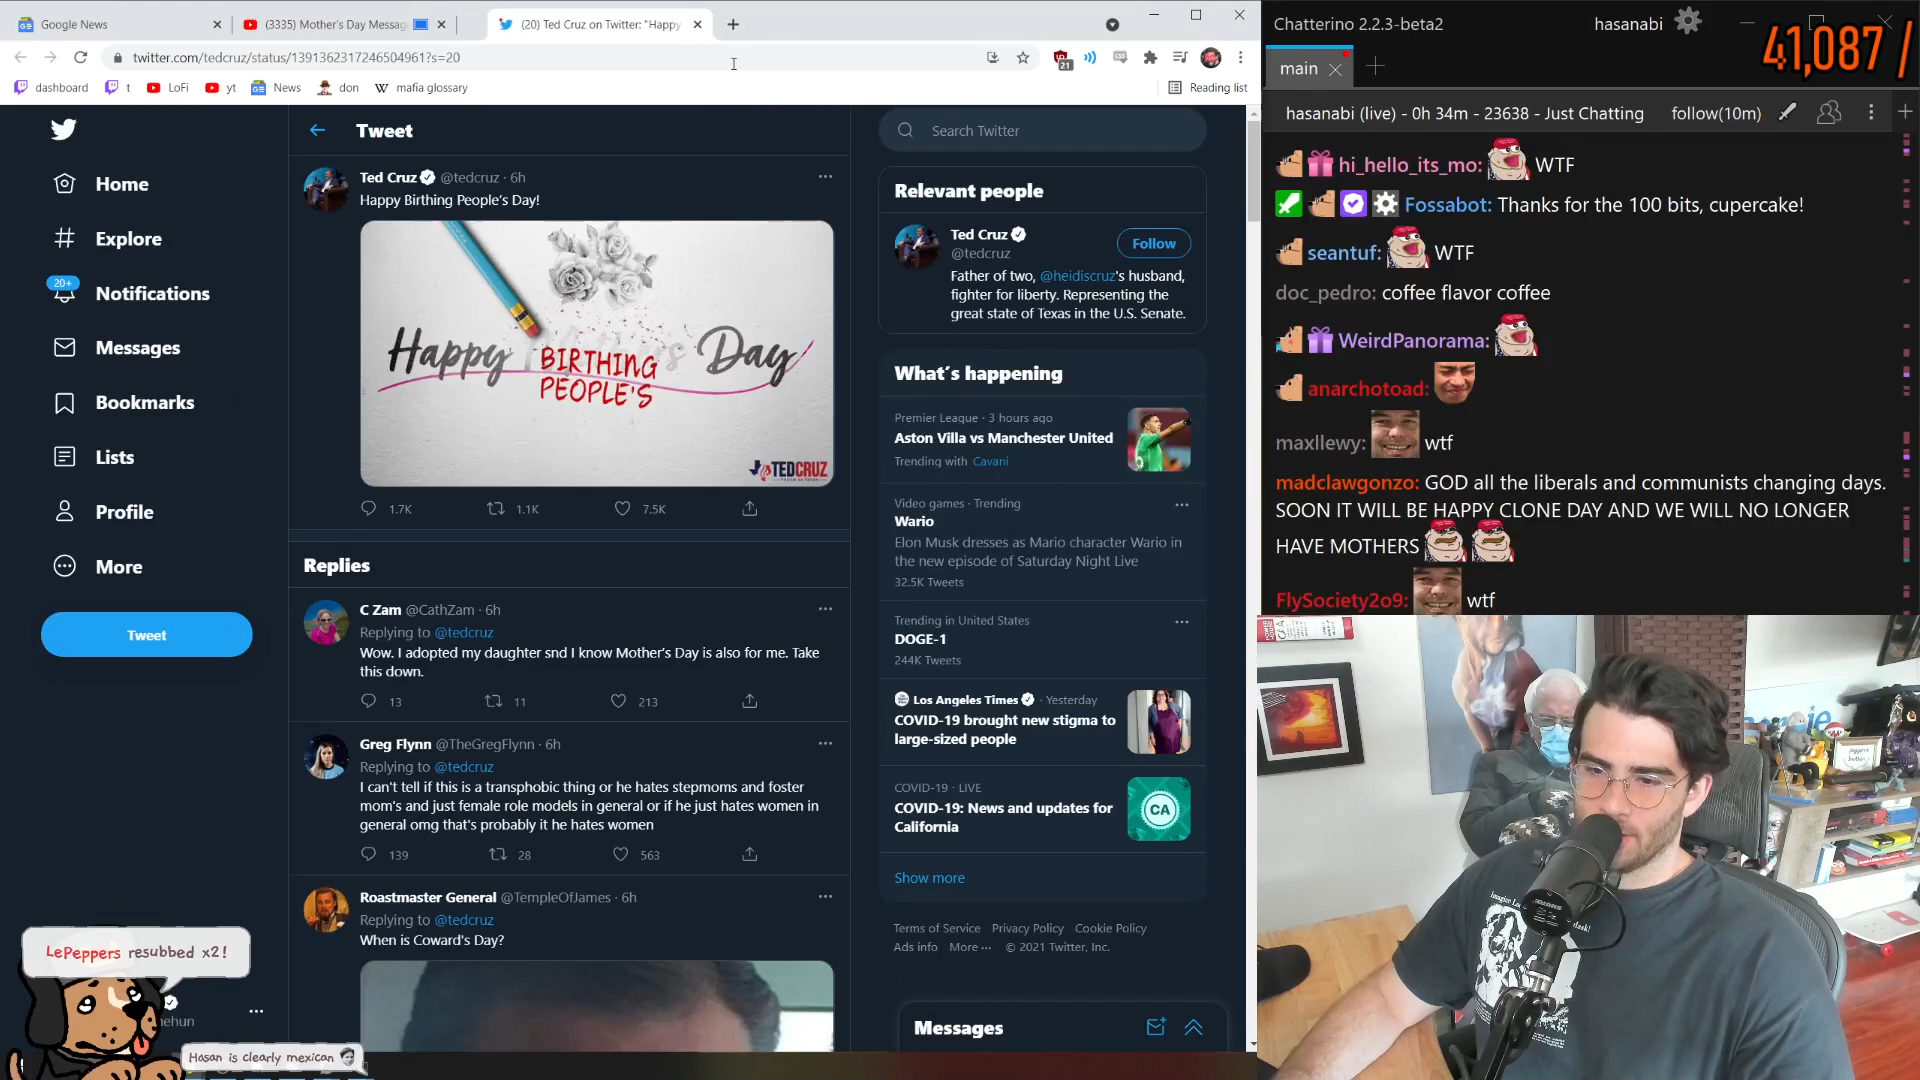 Google News
(3335) Mother's Day Messag
(20) Ted Cruz on Twitter: "Happy
twitter.com/tedcruz/status/1391362317246504961?s=20
21
dashboard
t
LoFi
yt
News
don
mafia glossary
Reading list
Home
Explore
20+
Notifications
Messages
Bookmarks
Lists
Profile
More
Tweet
Tweet
Ted Cruz @tedcruz · 6h
Happy Birthing People's Day!
Happy BIRTHING Day
PEOPLE'S
TEDCRUZ
1.7K 1.1K 7.5K
Replies
C Zam @CathZam · 6h
Replying to @tedcruz
Wow. I adopted my daughter snd I know Mother's Day is also for me. Take
this down.
13 11 213
Greg Flynn @TheGregFlynn · 6h
Replying to @tedcruz
I can't tell if this is a transphobic thing or he hates stepmoms and foster
mom's and just female role models in general or if he just hates women in
general omg that's probably it he hates women
139 28 563
Roastmaster General @TempleOfJames · 6h
Replying to @tedcruz
When is Coward's Day?
Search Twitter
Relevant people
Ted Cruz
@tedcruz
Follow
Father of two, @heidiscruz's husband,
fighter for liberty. Representing the
great state of Texas in the U.S. Senate.
What's happening
Premier League · 3 hours ago
Aston Villa vs Manchester United
Trending with Cavani
Video games · Trending
Wario
Elon Musk dresses as Mario character Wario in
the new episode of Saturday Night Live
32.5K Tweets
Trending in United States
DOGE-1
244K Tweets
Los Angeles Times · Yesterday
COVID-19 brought new stigma to
large-sized people
COVID-19 · LIVE
COVID-19: News and updates for
California
CA
Show more
Terms of Service Privacy Policy Cookie Policy
Ads info More ··· © 2021 Twitter, Inc.
Messages
LePeppers resubbed x2!
nehun
Hasan is clearly mexican
Chatterino 2.2.3-beta2
hasanabi
41,087 /
main
hasanabi (live) - 0h 34m - 23638 - Just Chatting
follow(10m)
hi_hello_its_mo: WTF
Fossabot: Thanks for the 100 bits, cupercake!
seantuf: WTF
doc_pedro: coffee flavor coffee
WeirdPanorama:
anarchotoad:
maxllewy: wtf
madclawgonzo: GOD all the liberals and communists changing days.
SOON IT WILL BE HAPPY CLONE DAY AND WE WILL NO LONGER
HAVE MOTHERS
FlySociety2o9: wtf